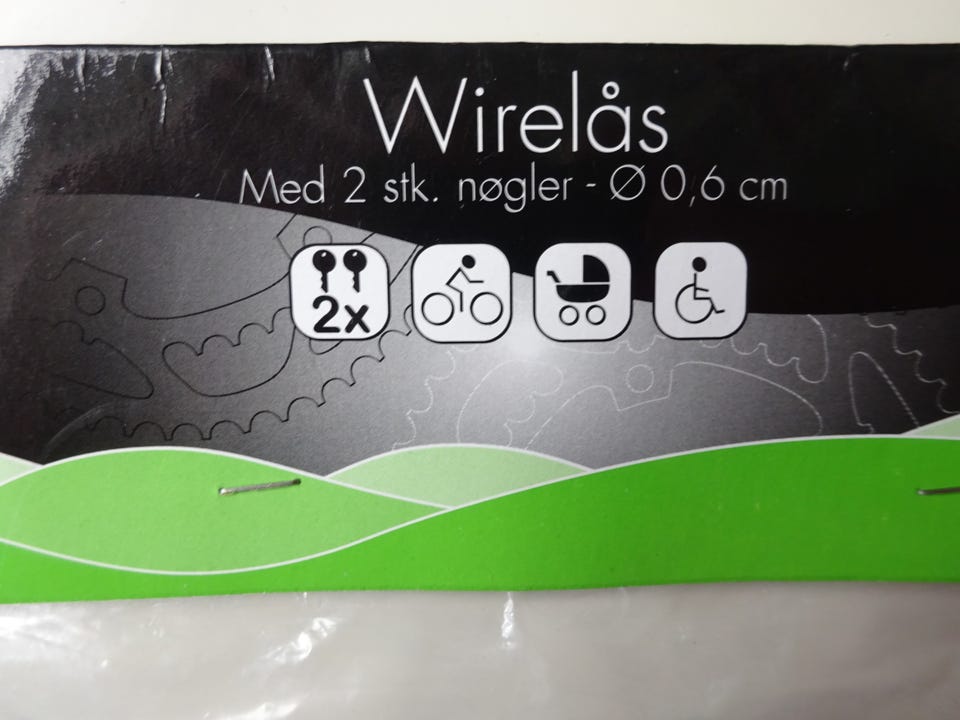 Wirelås
Med 2 stk. nøgler - Ø 0,6 cm
2x